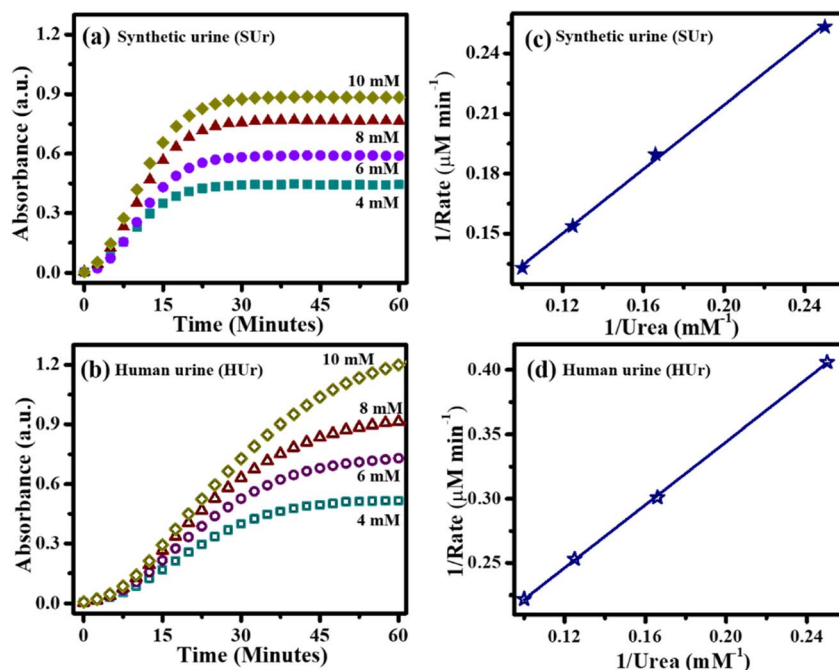 (a) Synthetic urine (SUr)
10 mM
8 mM
6 mM
4 mM
Absorbance (a.u.)
1.2
0.9
0.6
0.3
0.0
0 15 30 45 60
Time (Minutes)
(c) Synthetic urine (SUr)
1/Rate (μM min⁻¹)
0.25
0.21
0.18
0.15
0.12 0.16 0.20 0.24
1/Urea (mM⁻¹)
(b) Human urine (HUr)
10 mM
8 mM
6 mM
4 mM
Absorbance (a.u.)
1.2
0.9
0.6
0.3
0.0
0 15 30 45 60
Time (Minutes)
(d) Human urine (HUr)
1/Rate (μM min⁻¹)
0.40
0.35
0.30
0.25
0.12 0.16 0.20 0.24
1/Urea (mM⁻¹)